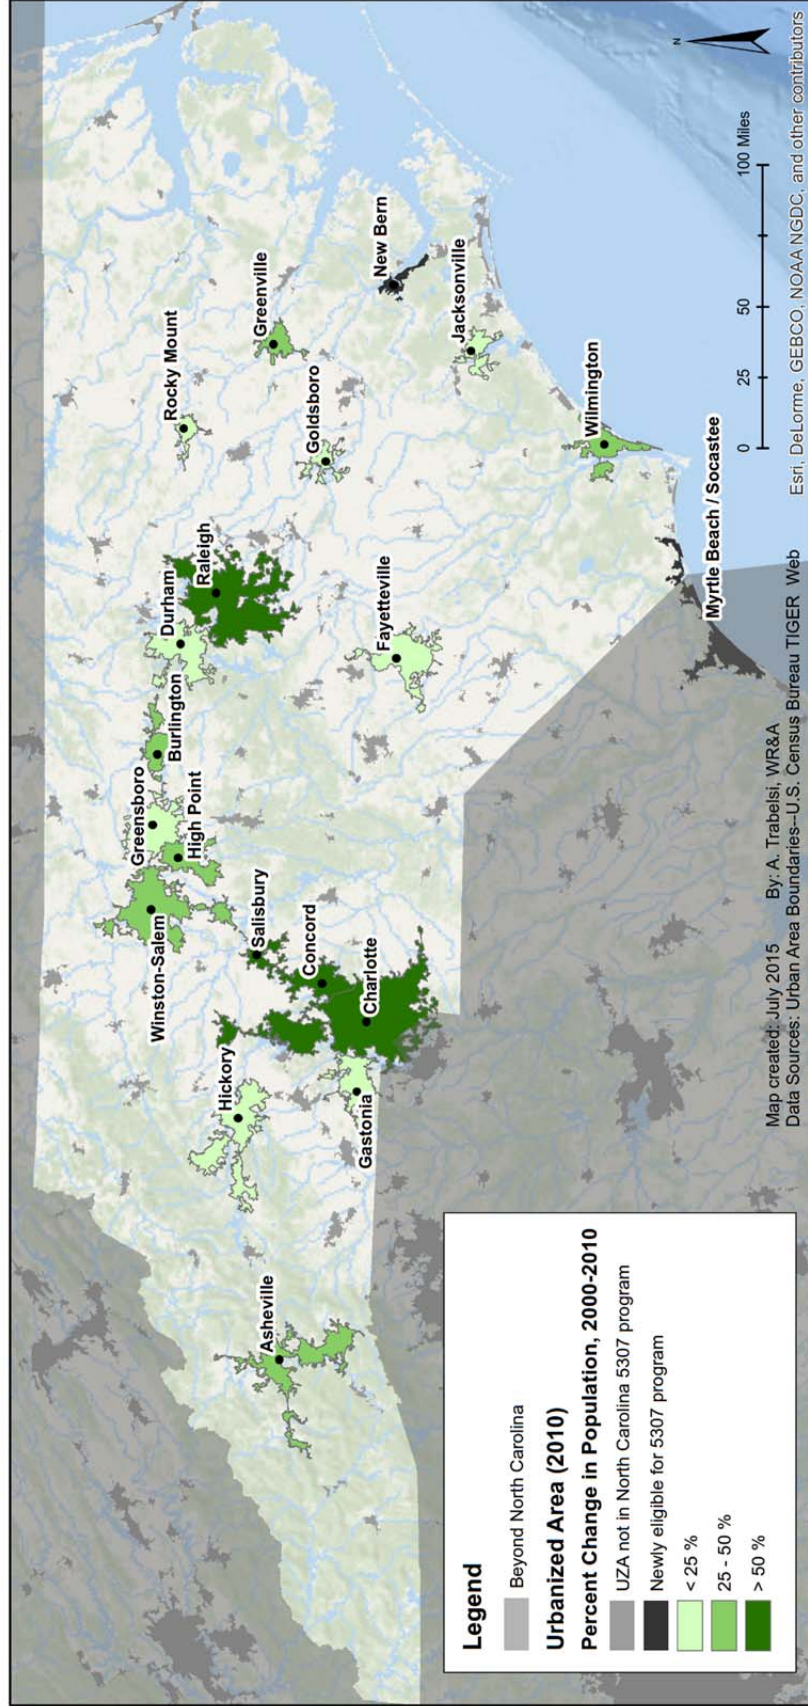 Rocky Mount
Greenville
Goldsboro
New Bern
Jacksonville
Wilmington
Myrtle Beach / Socastee
Raleigh
Durham
Fayetteville
Burlington
Greensboro
High Point
Winston-Salem
Salisbury
Concord
Charlotte
Hickory
Gastonia
Asheville
N
0 25 50 100 Miles
Legend
Beyond North Carolina
Urbanized Area (2010)
Percent Change in Population, 2000-2010
UZA not in North Carolina 5307 program
Newly eligible for 5307 program
< 25 %
25 - 50 %
> 50 %
Map created: July 2015 By: A. Trabelsi, WR&A
Data Sources: Urban Area Boundaries--U.S. Census Bureau TIGER Web
Esri, DeLorme, GEBCO, NOAA NGDC, and other contributors